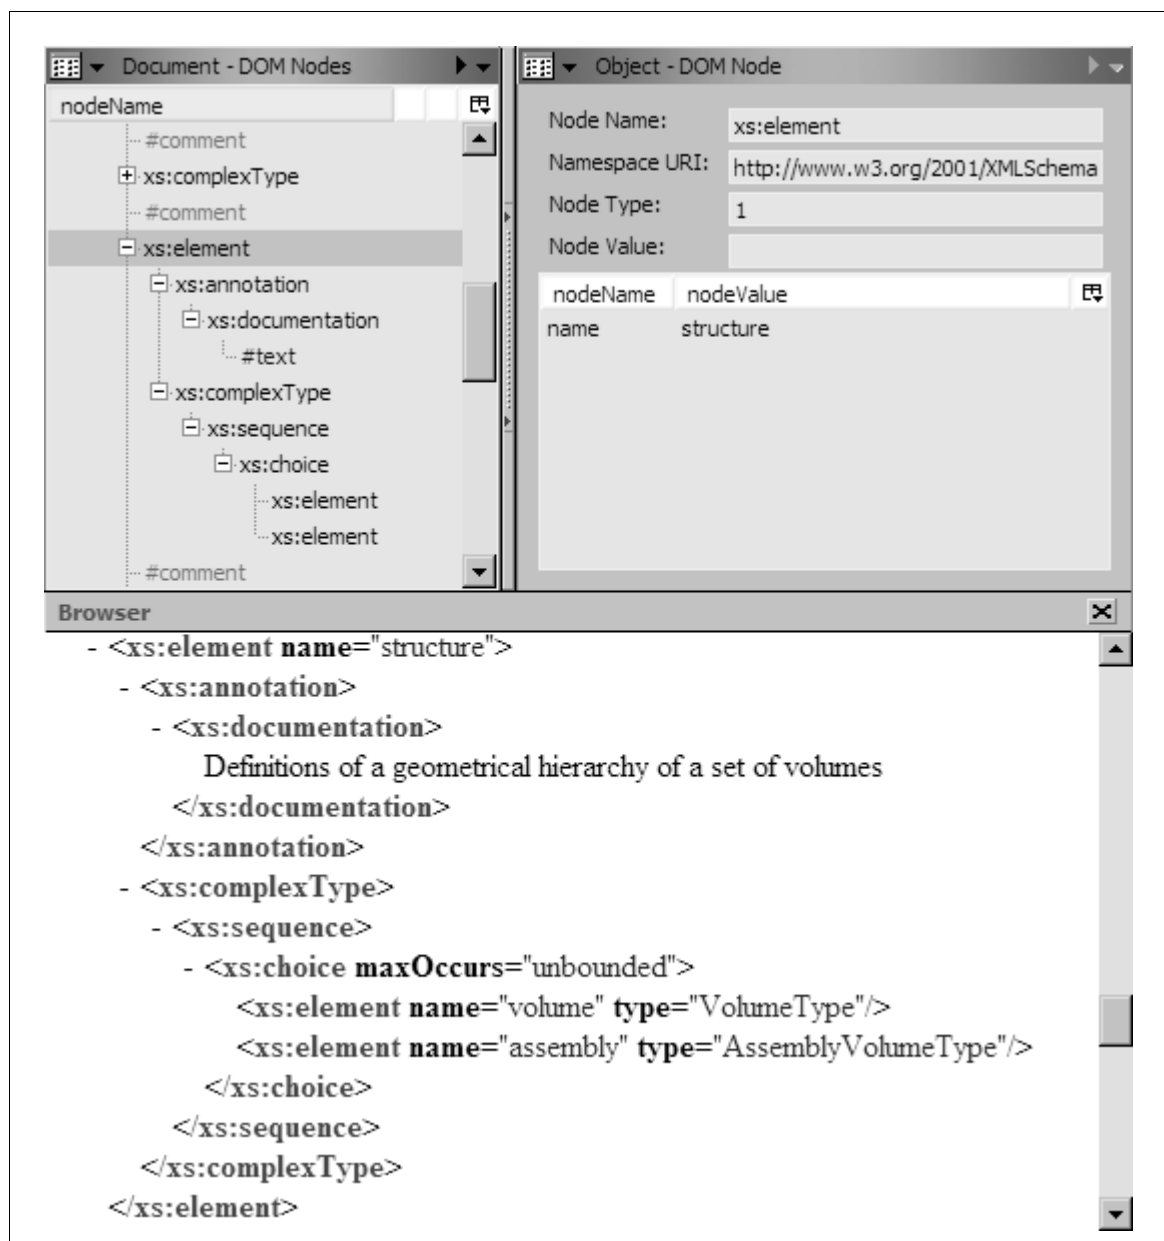 Document - DOM Nodes
nodeName
#comment
xs:complexType
#comment
xs:element
xs:annotation
xs:documentation
#text
xs:complexType
xs:sequence
xs:choice
xs:element
xs:element
#comment
Object - DOM Node
Node Name: xs:element
Namespace URI: http://www.w3.org/2001/XMLSchema
Node Type: 1
Node Value:
nodeName nodeValue
name structure
Browser
- <xs:element name="structure">
- <xs:annotation>
- <xs:documentation>
Definitions of a geometrical hierarchy of a set of volumes
</xs:documentation>
</xs:annotation>
- <xs:complexType>
- <xs:sequence>
- <xs:choice maxOccurs="unbounded">
<xs:element name="volume" type="VolumeType"/>
<xs:element name="assembly" type="AssemblyVolumeType"/>
</xs:choice>
</xs:sequence>
</xs:complexType>
</xs:element>